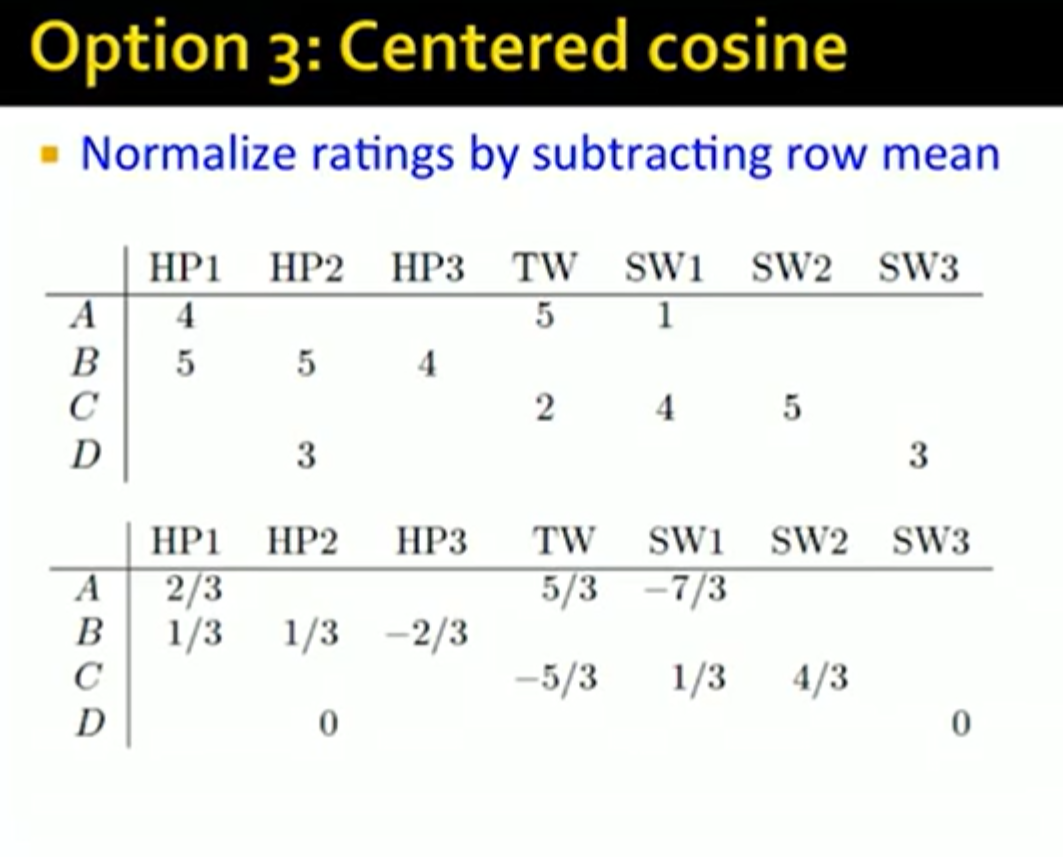 Option 3: Centered cosine
▪ Normalize ratings by subtracting row mean
HP1 HP2 HP3 TW SW1 SW2 SW3
A 4 5 1
B 5 5 4
C 2 4 5
D 3 3
HP1 HP2 HP3 TW SW1 SW2 SW3
A 2/3 5/3 −7/3
B 1/3 1/3 −2/3
C −5/3 1/3 4/3
D 0 0